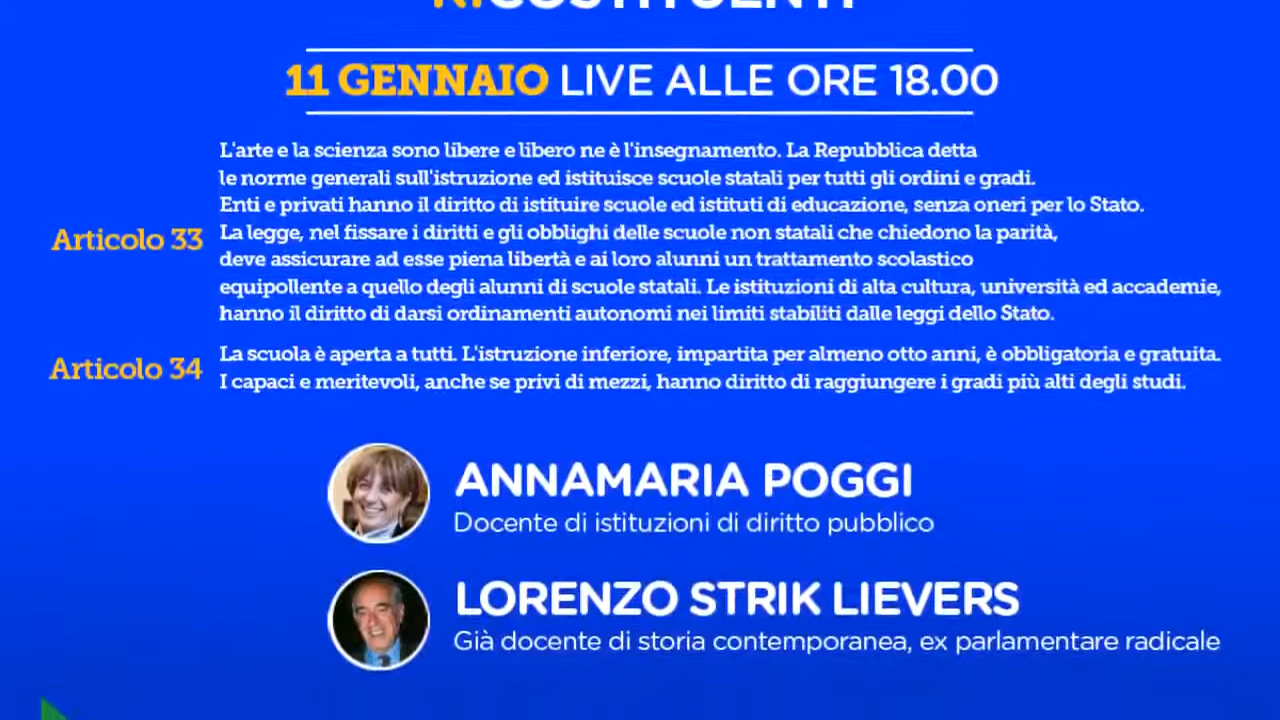 RICOSTITUENTI
11 GENNAIO LIVE ALLE ORE 18.00
L'arte e la scienza sono libere e libero ne è l'insegnamento. La Repubblica detta
le norme generali sull'istruzione ed istituisce scuole statali per tutti gli ordini e gradi.
Enti e privati hanno il diritto di istituire scuole ed istituti di educazione, senza oneri per lo Stato.
Articolo 33
La legge, nel fissare i diritti e gli obblighi delle scuole non statali che chiedono la parità,
deve assicurare ad esse piena libertà e ai loro alunni un trattamento scolastico
equipollente a quello degli alunni di scuole statali. Le istituzioni di alta cultura, università ed accademie,
hanno il diritto di darsi ordinamenti autonomi nei limiti stabiliti dalle leggi dello Stato.
Articolo 34
La scuola è aperta a tutti. L'istruzione inferiore, impartita per almeno otto anni, è obbligatoria e gratuita.
I capaci e meritevoli, anche se privi di mezzi, hanno diritto di raggiungere i gradi più alti degli studi.
ANNAMARIA POGGI
Docente di istituzioni di diritto pubblico
LORENZO STRIK LIEVERS
Già docente di storia contemporanea, ex parlamentare radicale